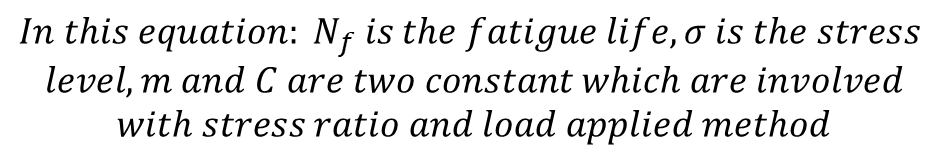 In this equation: N_f is the fatigue life, σ is the stress
level, m and C are two constant which are involved
with stress ratio and load applied method